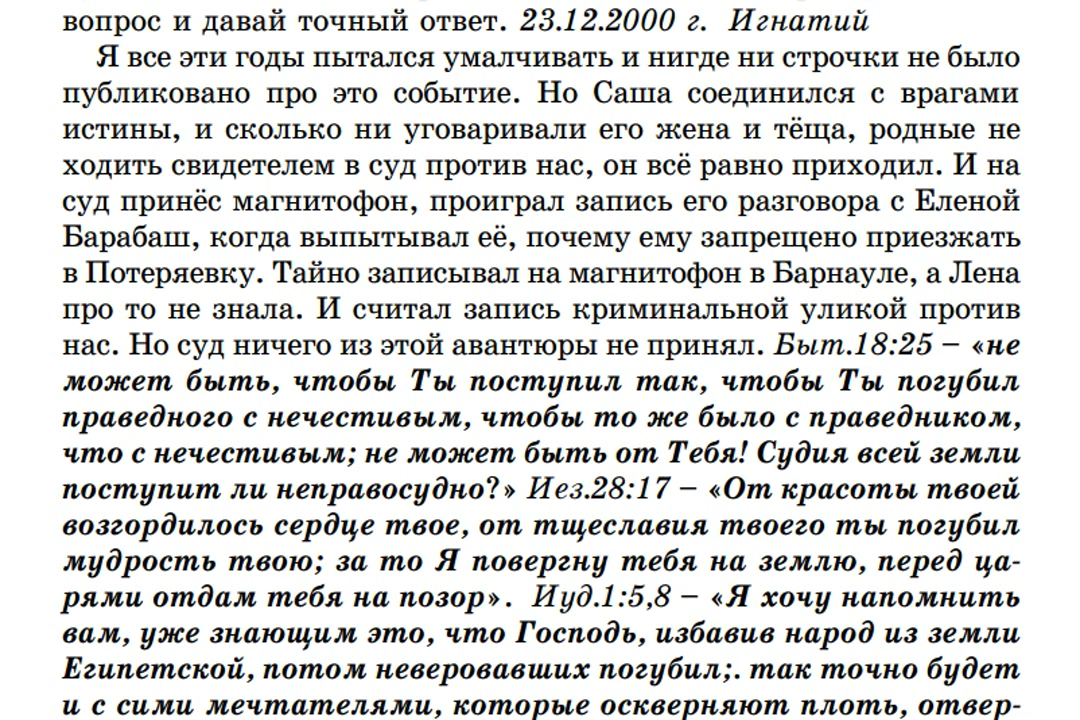 вопрос и давай точный ответ. 23.12.2000 г. Игнатий
Я все эти годы пытался умалчивать и нигде ни строчки не было
публиковано про это событие. Но Саша соединился с врагами
истины, и сколько ни уговаривали его жена и тёща, родные не
ходить свидетелем в суд против нас, он всё равно приходил. И на
суд принёс магнитофон, проиграл запись его разговора с Еленой
Барабаш, когда выпытывал её, почему ему запрещено приезжать
в Потеряевку. Тайно записывал на магнитофон в Барнауле, а Лена
про то не знала. И считал запись криминальной уликой против
нас. Но суд ничего из этой авантюры не принял. Быт.18:25 – «не
может быть, чтобы Ты поступил так, чтобы Ты погубил
праведного с нечестивым, чтобы то же было с праведником,
что с нечестивым; не может быть от Тебя! Судия всей земли
поступит ли неправосудно?» Иез.28:17 – «От красоты твоей
возгордилось сердце твое, от тщеславия твоего ты погубил
мудрость твою; за то Я повергну тебя на землю, перед ца-
рями отдам тебя на позор». Иуд.1:5,8 – «Я хочу напомнить
вам, уже знающим это, что Господь, избавив народ из земли
Египетской, потом неверовавших погубил;. так точно будет
и с сими мечтателями, которые оскверняют плоть, отвер-